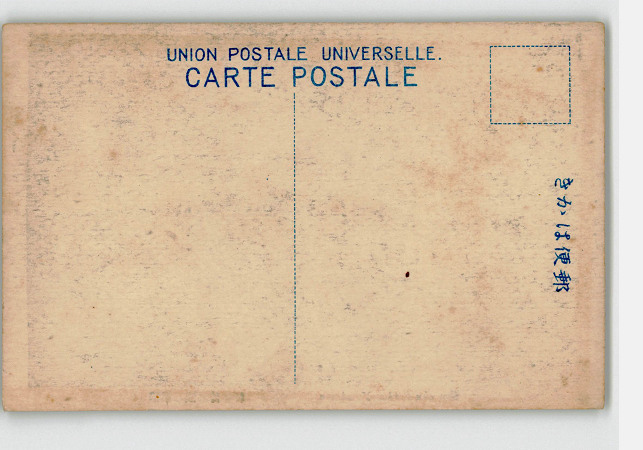 UNION POSTALE UNIVERSELLE.
CARTE POSTALE
きかは便郵